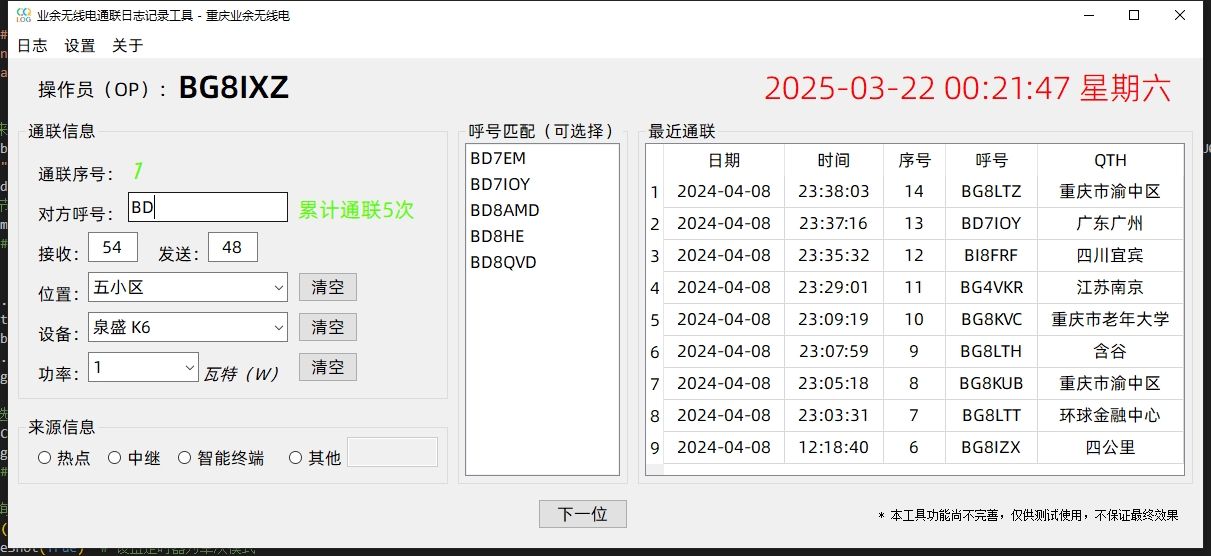 QQ LOG 业余无线电通联日志记录工具 - 重庆业余无线电
日志 设置 关于
操作员（OP）：BG8IXZ
2025-03-22 00:21:47 星期六
通联信息
通联序号： 1
对方呼号： BD 累计通联5次
接收： 54 发送： 48
位置： 五小区 清空
设备： 泉盛 K6 清空
功率： 1 瓦特（W） 清空
来源信息
热点 中继 智能终端 其他
呼号匹配（可选择）
BD7EM
BD7IOY
BD8AMD
BD8HE
BD8QVD
最近通联
日期 时间 序号 呼号 QTH
1 2024-04-08 23:38:03 14 BG8LTZ 重庆市渝中区
2 2024-04-08 23:37:16 13 BD7IOY 广东广州
3 2024-04-08 23:35:32 12 BI8FRF 四川宜宾
4 2024-04-08 23:29:01 11 BG4VKR 江苏南京
5 2024-04-08 23:09:19 10 BG8KVC 重庆市老年大学
6 2024-04-08 23:07:59 9 BG8LTH 含谷
7 2024-04-08 23:05:18 8 BG8KUB 重庆市渝中区
8 2024-04-08 23:03:31 7 BG8LTT 环球金融中心
9 2024-04-08 12:18:40 6 BG8IZX 四公里
下一位
* 本工具功能尚不完善，仅供测试使用，不保证最终效果